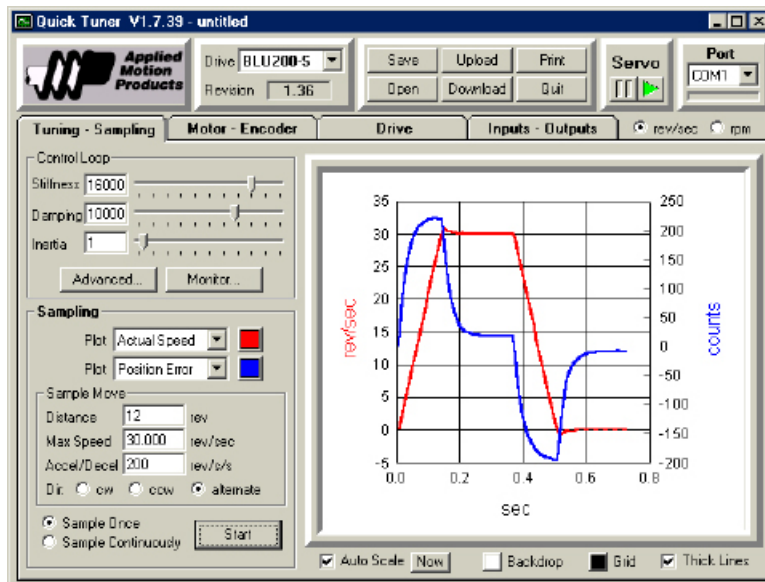 Quick Tuner V1.7.39 - untitled
Applied
Motion
Products
Drive BLU200-S
Revision 1.36
Save Upload Print
Open Download Quit
Servo
Port
COM1
Tuning - Sampling Motor - Encoder Drive Inputs - Outputs rev/sec rpm
Control Loop
Stiffness 16000
Damping 10000
Inertia 1
Advanced... Monitor...
Sampling
Plot Actual Speed
Plot Position Error
Sample Move
Distance 12 rev
Max Speed 30.000 rev/sec
Accel/Decel 200 rev/s/s
Dir. cw ccw alternate
Sample Once
Sample Continuously
Start
35
30
25
20
15
10
5
0
-5
rev/sec
250
200
150
100
50
0
-50
-100
-150
-200
counts
0.0 0.2 0.4 0.6 0.8
sec
Auto Scale Now Backdrop Grid Thick Lines